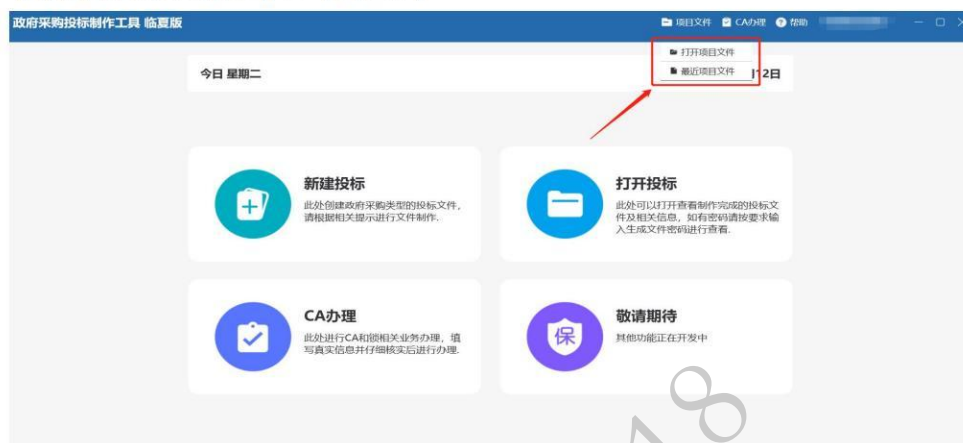 政府采购投标制作工具 临夏版
项目文件 CA办理 帮助
打开项目文件
最近项目文件
今日 星期二
12日
新建投标
此处创建政府采购类型的投标文件,
请根据相关提示进行文件制作.
打开投标
此处可以打开查看制作完成的投标文
件及相关信息，如有密码请按要求输
入生成文件密码进行查看.
CA办理
此处进行CA和锁相关业务办理，填
写真实信息并仔细核实后进行办理.
保
敬请期待
其他功能正在开发中
8